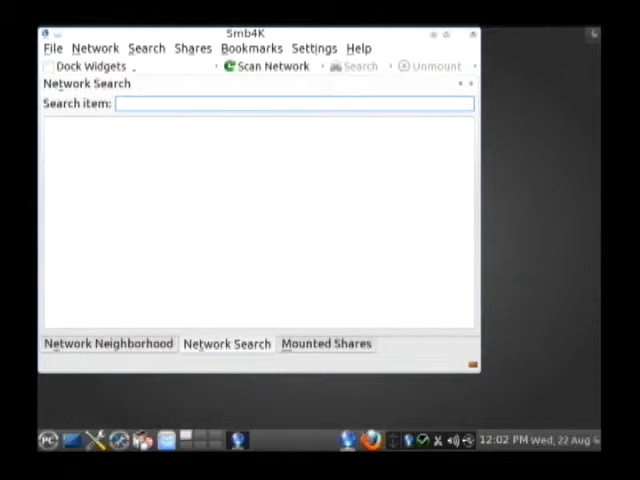 Smb4K
File Network Search Shares Bookmarks Settings Help
Dock Widgets Scan Network Search Unmount
Network Search
Search item:
Network Neighborhood Network Search Mounted Shares
PC 12:02 PM Wed, 22 Aug